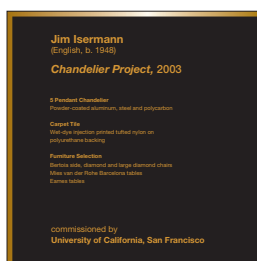 Jim Isermann
(English, b. 1948)
Chandelier Project, 2003
5 Pendant Chandelier
Powder-coated aluminum, steel and polycarbon
Carpet Tile
Wet-dye injection printed tufted nylon on
polyurethane backing
Furniture Selection
Bertoia side, diamond and large diamond chairs
Mies van der Rohe Barcelona tables
Eames tables
commissioned by
University of California, San Francisco